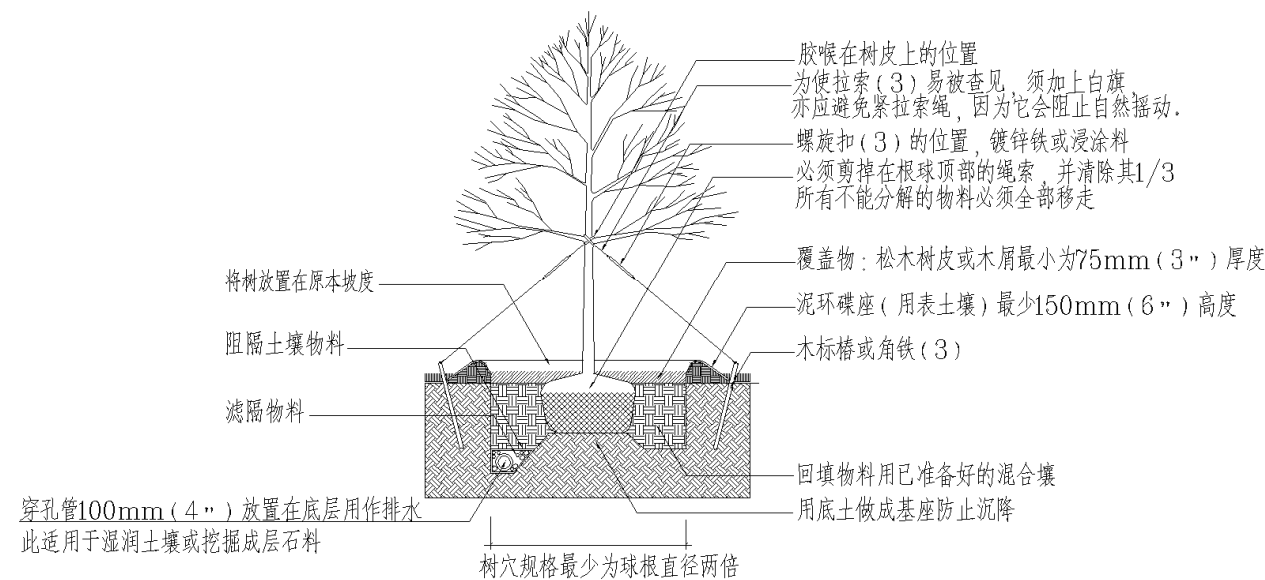 胶喉在树皮上的位置
为使拉索(3)易被查见,须加上白旗,
亦应避免紧拉索绳,因为它会阻止自然摇动.
螺旋扣(3)的位置,镀锌铁或浸涂料
必须剪掉在根球顶部的绳索,并清除其1/3
所有不能分解的物料必须全部移走
覆盖物:松木树皮或木屑最小为75mm(3")厚度
将树放置在原本坡度
泥环碟座(用表土壤)最少150mm(6")高度
阻隔土壤物料
木标椿或角铁(3)
滤隔物料
回填物料用已准备好的混合壤
穿孔管100mm(4")放置在底层用作排水
此适用于湿润土壤或挖掘成层石料
用底土做成基座防止沉降
树穴规格最少为球根直径两倍